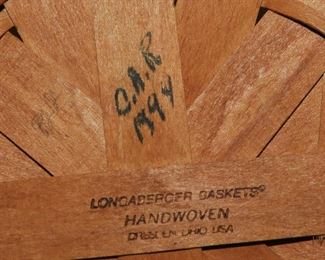 C.A.R
1994
LONGABERGER BASKETS®
HANDWOVEN
DRESDEN, OHIO USA